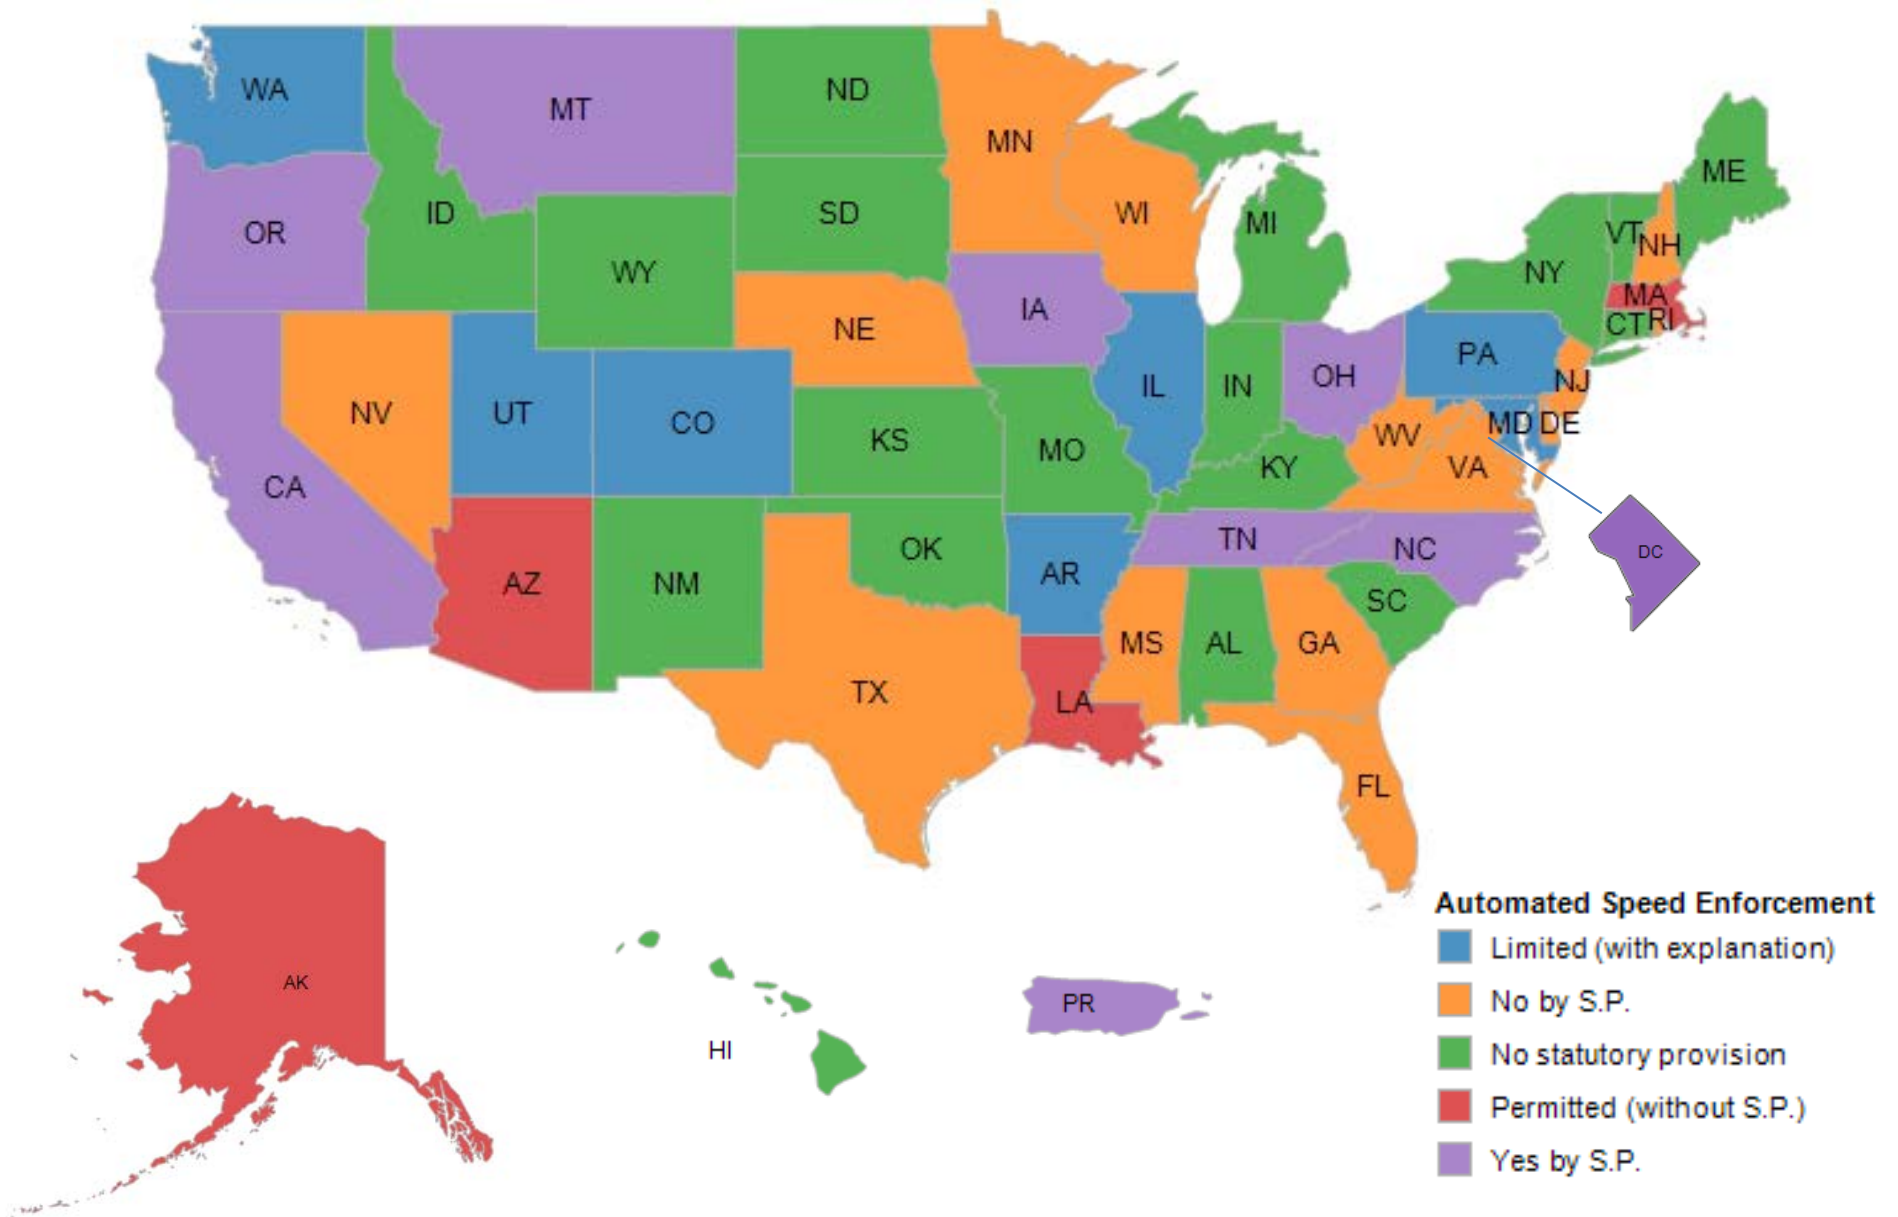 WA
MT
ND
MN
ME
OR
ID
SD
WI
MI
VT
NH
WY
NY
MA
CT
RI
IA
NE
PA
NV
UT
CO
IL
IN
OH
NJ
KS
MO
WV
MD
DE
CA
KY
VA
TN
NC
OK
DC
AZ
NM
AR
SC
MS
AL
GA
TX
LA
FL
AK
HI
PR
Automated Speed Enforcement
Limited (with explanation)
No by S.P.
No statutory provision
Permitted (without S.P.)
Yes by S.P.